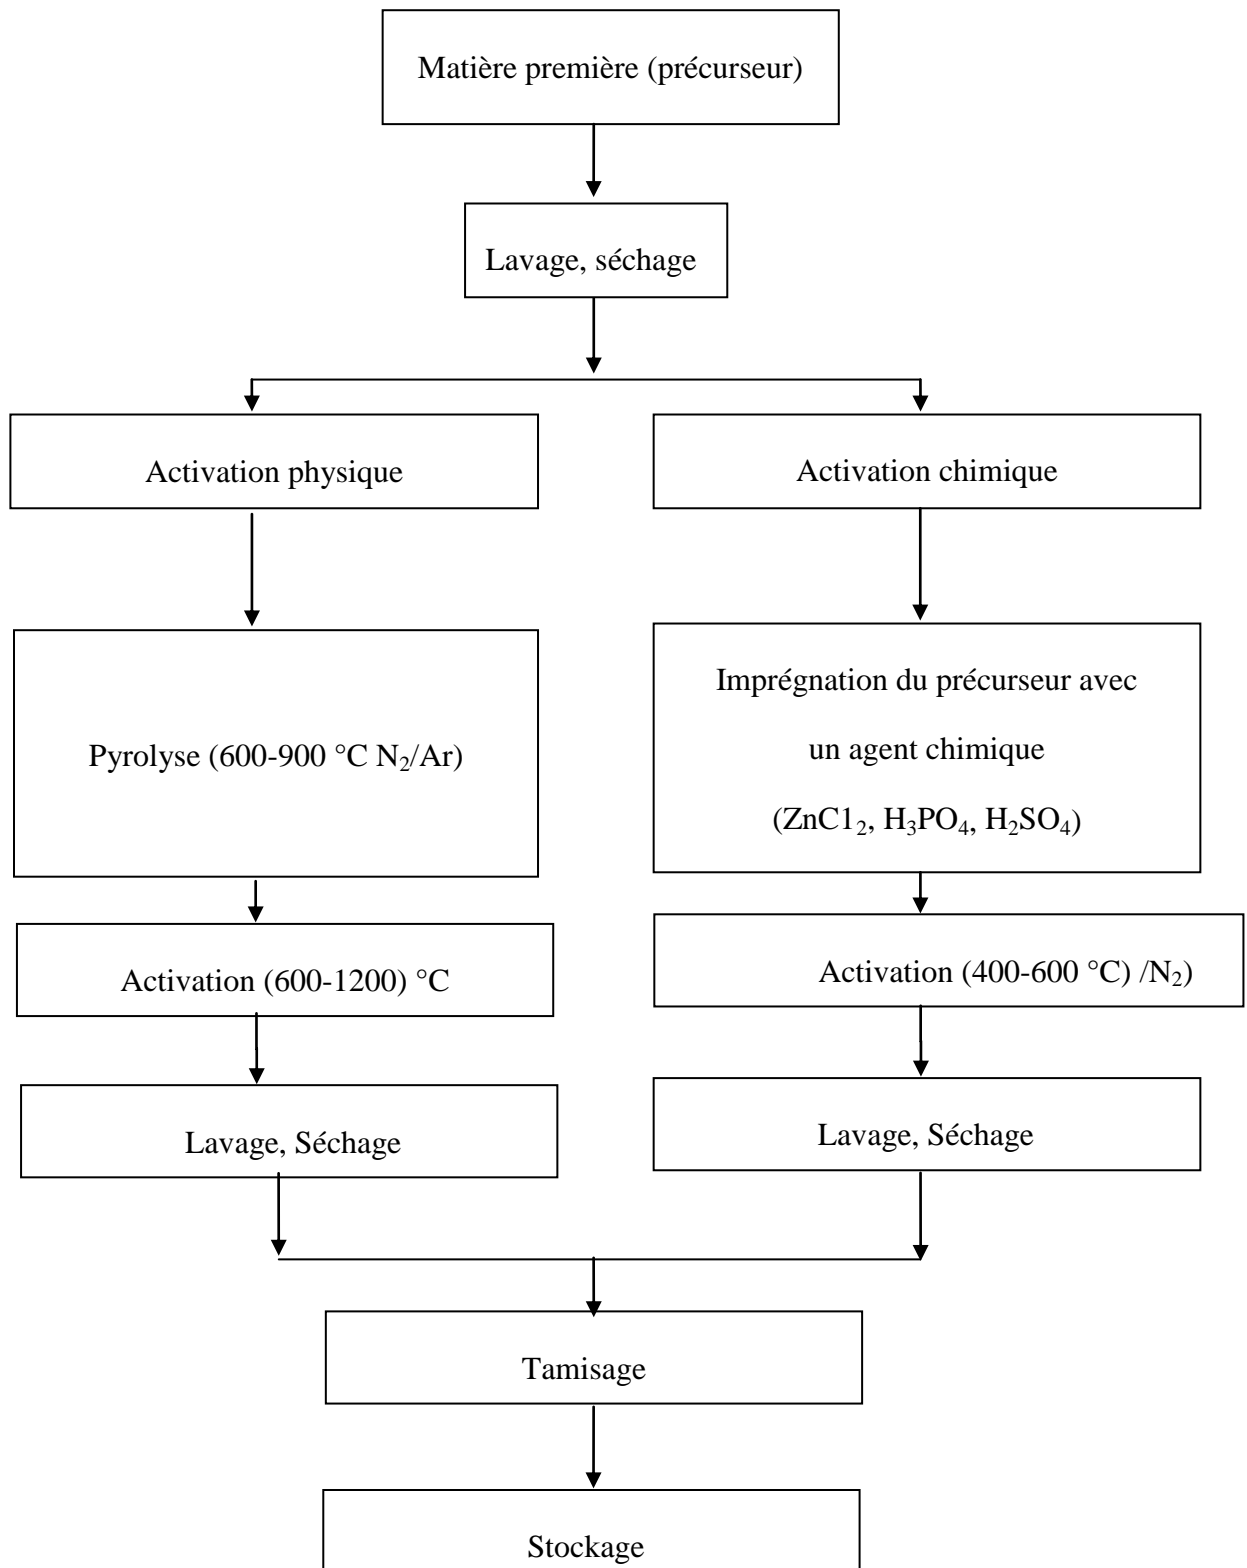 Matière première (précurseur)
Lavage, séchage
Activation physique
Activation chimique
Pyrolyse (600-900 °C N₂/Ar)
Imprégnation du précurseur avec
un agent chimique
(ZnC1₂, H₃PO₄, H₂SO₄)
Activation (600-1200) °C
Activation (400-600 °C) /N₂)
Lavage, Séchage
Lavage, Séchage
Tamisage
Stockage